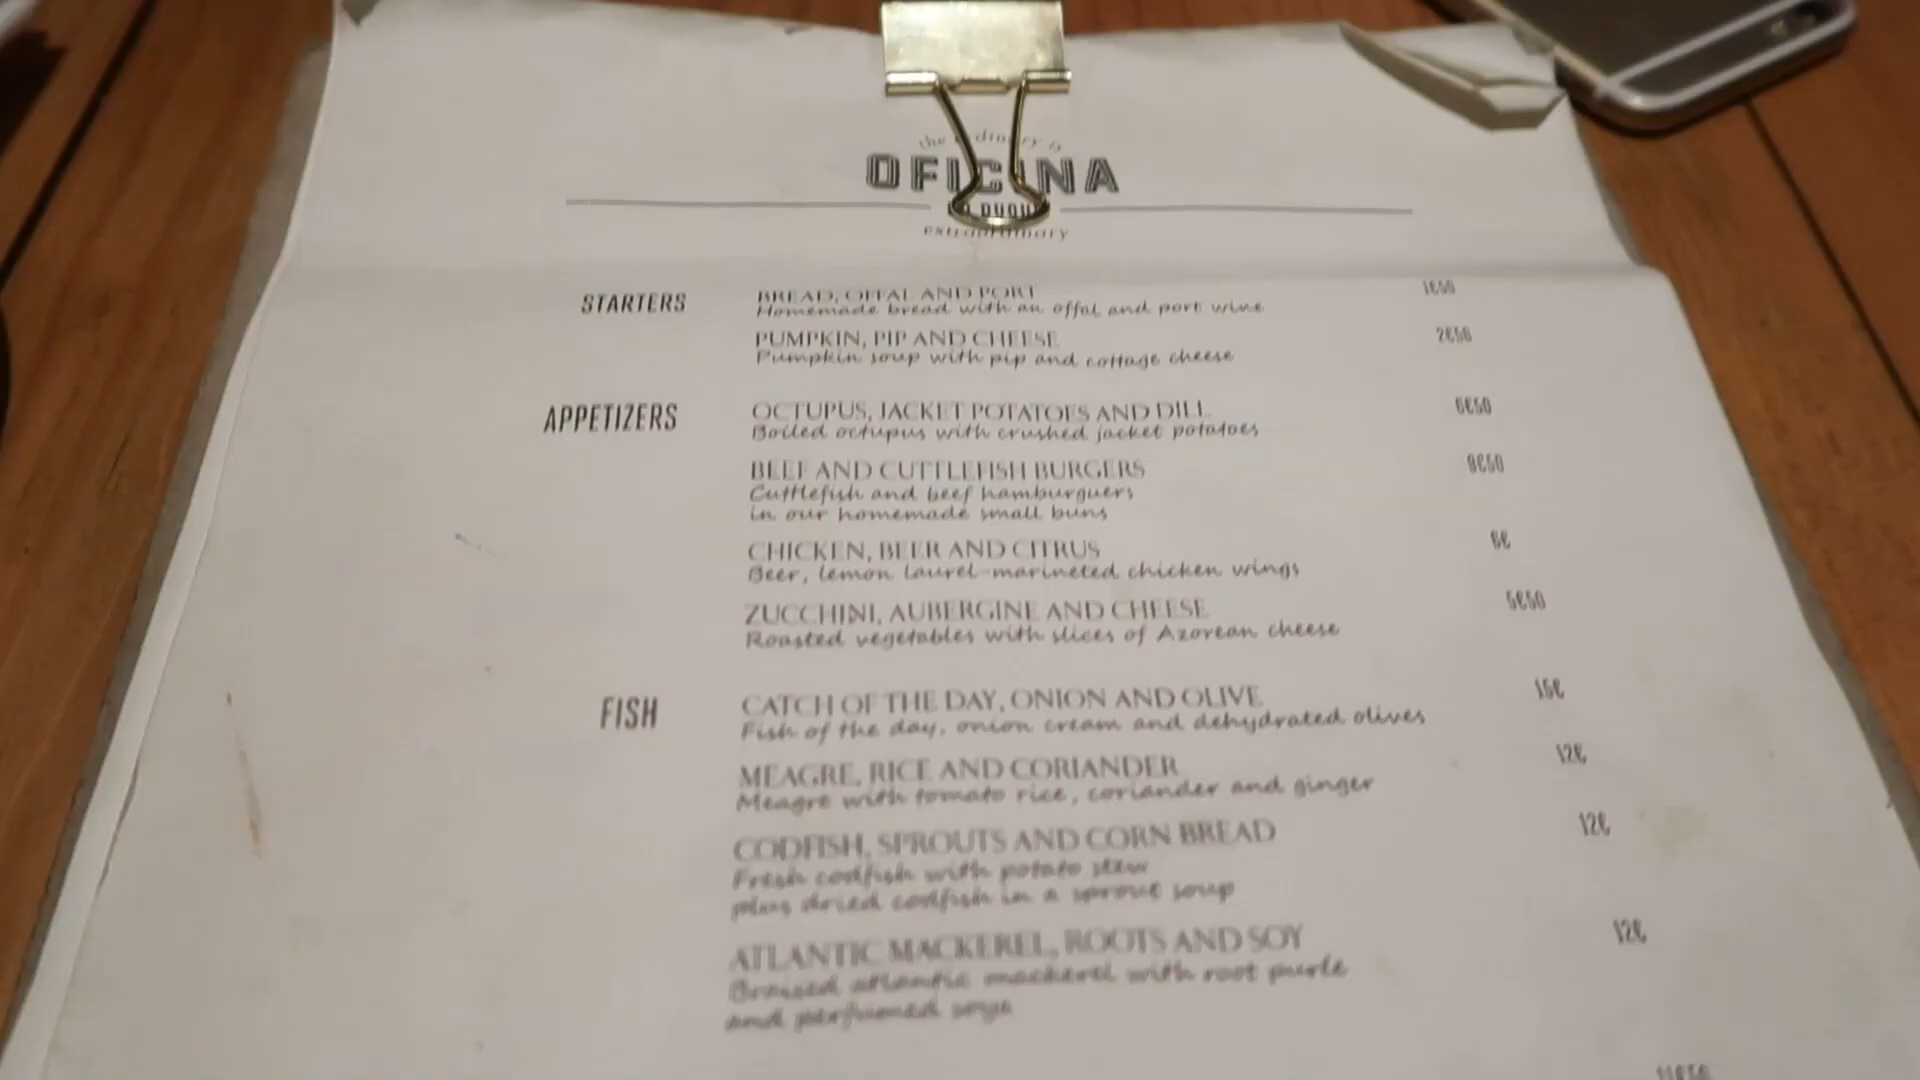 the ordinary is
OFICINA
DO DUQUE
extraordinary
STARTERS
BREAD, OFFAL AND PORT 1€50
Homemade bread with an offal and port wine
PUMPKIN, PIP AND CHEESE 2€50
Pumpkin soup with pip and cottage cheese
APPETIZERS
OCTUPUS, JACKET POTATOES AND DILL 6€50
Boiled octupus with crushed jacket potatoes
BEEF AND CUTTLEFISH BURGERS
Cuttlefish and beef hamburguers
in our homemade small buns
CHICKEN, BEER AND CITRUS 6€
Beer, lemon laurel-marineted chicken wings
ZUCCHINI, AUBERGINE AND CHEESE 5€50
Roasted vegetables with slices of Azorean cheese
FISH
CATCH OF THE DAY, ONION AND OLIVE
Fish of the day, onion cream and dehydrated olives
MEAGRE, RICE AND CORIANDER 12€
Meagre with tomato rice, coriander and ginger
CODFISH, SPROUTS AND CORN BREAD 12€
Fresh codfish with potato stew
plus dried codfish in a sprout soup
ATLANTIC MACKEREL, ROOTS AND SOY 12€
Braised atlantic mackerel with root purle
and perfumed soya